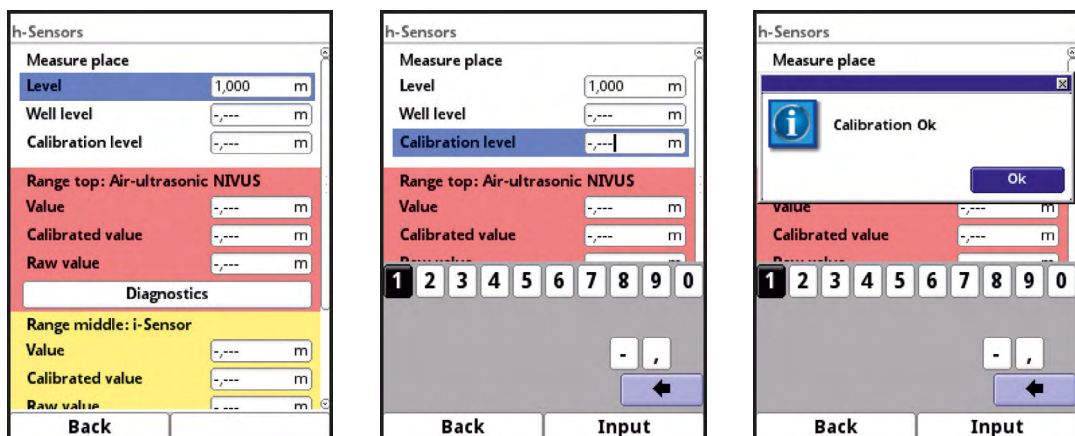 h-Sensors
Measure place
Level 1,000 m
Well level -,--- m
Calibration level -,--- m
Range top: Air-ultrasonic NIVUS
Value -,--- m
Calibrated value -,--- m
Raw value -,--- m
Diagnostics
Range middle: i-Sensor
Value -,--- m
Calibrated value -,--- m
Raw value -,--- m
Back
h-Sensors
Measure place
Level 1,000 m
Well level -,--- m
Calibration level -,--- m
Range top: Air-ultrasonic NIVUS
Value -,--- m
Calibrated value -,--- m
1 2 3 4 5 6 7 8 9 0
- ,
Back Input
h-Sensors
Measure place
Calibration Ok
Ok
Value -,--- m
Calibrated value -,--- m
1 2 3 4 5 6 7 8 9 0
- ,
Back Input